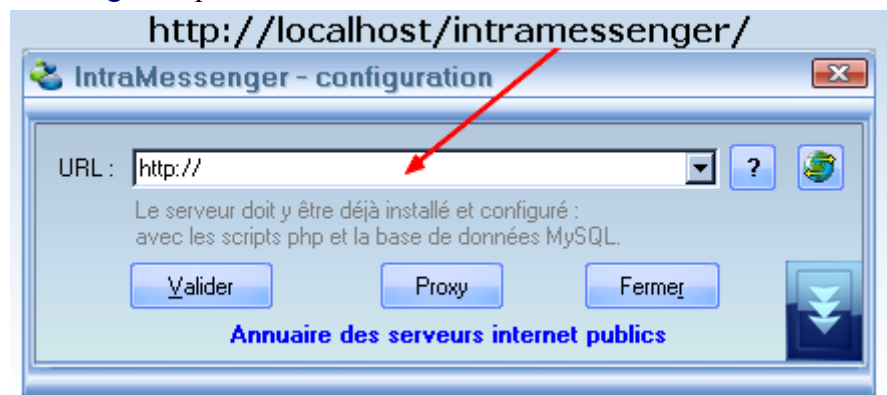 http://localhost/intramessenger/
IntraMessenger - configuration
URL : http:// ?
Le serveur doit y être déjà installé et configuré :
avec les scripts php et la base de données MySQL.
Valider Proxy Fermer
Annuaire des serveurs internet publics